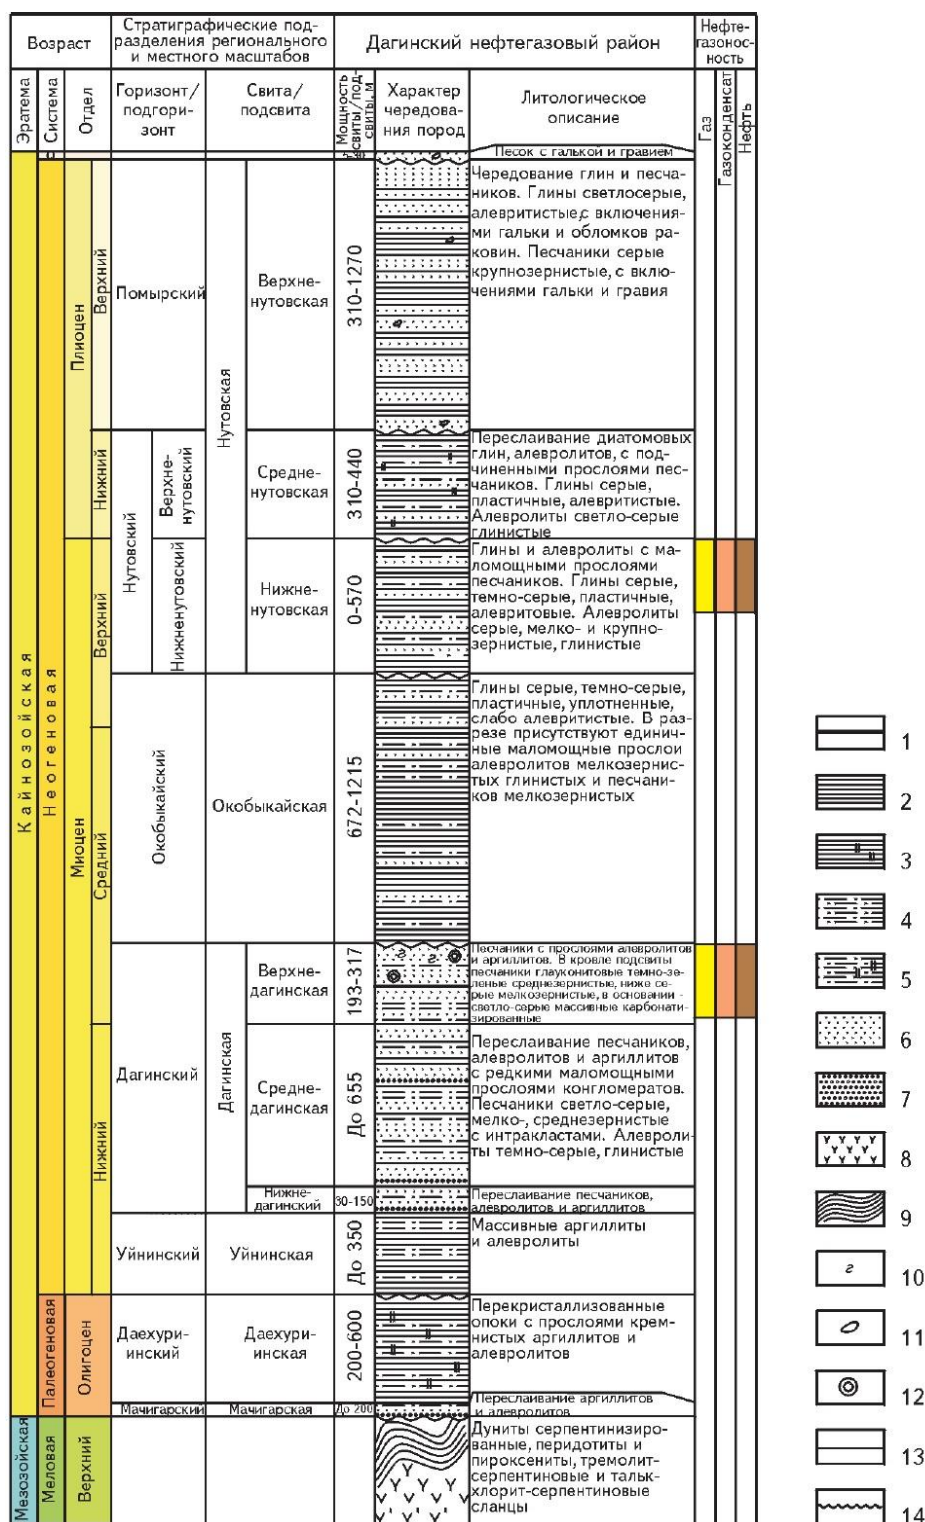 Возраст
Стратиграфические под-
разделения регионального
и местного масштабов
Дагинский нефтегазовый район
Нефте-
газонос-
ность
Эратема
Система
Отдел
Горизонт/
подгори-
зонт
Свита/
подсвита
Мощность
свиты/под-
свиты, м
Характер
чередова-
ния пород
Литологическое
описание
Газ
Газоконденсат
Нефть
Песок с галькой и гравием
Кайнозойская
Неогеновая
Плиоцен
Верхний
Помырский
Нутовская
Верхне-
нутовская
310-1270
Чередование глин и песча-
ников. Глины светлосерые,
алевритистые,с включения-
ми гальки и обломков ра-
ковин. Песчаники серые
крупнозернистые, с вклю-
чениями гальки и гравия
Нижний
Нутовский
Верхне-
нутовский
Средне-
нутовская
310-440
Переслаивание диатомовых
глин, алевролитов, с под-
чиненными прослоями пес-
чаников. Глины серые,
пластичные, алевритистые.
Алевролиты светло-серые
глинистые
Миоцен
Верхний
Нижненутовский
Нижне-
нутовская
0-570
Глины и алевролиты с ма-
ломощными прослоями
песчаников. Глины серые,
темно-серые, пластичные,
алевритовые. Алевролиты
серые, мелко- и крупно-
зернистые, глинистые
Средний
Окобыкайский
Окобыкайская
672-1215
Глины серые, темно-серые,
пластичные, уплотненные,
слабо алевритистые. В раз-
резе присутствуют единич-
ные маломощные прослои
алевролитов мелкозернис-
тых глинистых и песчани-
ков мелкозернистых
Дагинский
Дагинская
Верхне-
дагинская
193-317
Песчаники с прослоями алевролитов
и аргиллитов. В кровле подсвиты
песчаники глауконитовые темно-зе-
леные среднезернистые, ниже се-
рые мелкозернистые, в основании -
светло-серые массивные карбонати-
зированные
Нижний
Средне-
дагинская
До 655
Переслаивание песчаников,
алевролитов и аргиллитов
с редкими маломощными
прослоями конгломератов.
Песчаники светло-серые,
мелко-, среднезернистые
с интракластами. Алевроли-
ты темно-серые, глинистые
Нижне-
дагинский
30-150
Переслаивание песчаников,
алевролитов и аргиллитов
Уйнинский
Уйнинская
До 350
Массивные аргиллиты
и алевролиты
Палеогеновая
Олигоцен
Даехури-
инский
Даехури-
инская
200-600
Перекристаллизованные
опоки с прослоями крем-
нистых аргиллитов и
алевролитов
Мачигарский
Мачигарская
До 200
Переслаивание аргиллитов
и алевролитов
Мезозойская
Меловая
Верхний
Дуниты серпентинизиро-
ванные, перидотиты и
пироксениты, тремолит-
серпентиновые и тальк-
хлорит-серпентиновые
сланцы
1
2
3
4
5
6
7
8
9
10
11
12
13
14